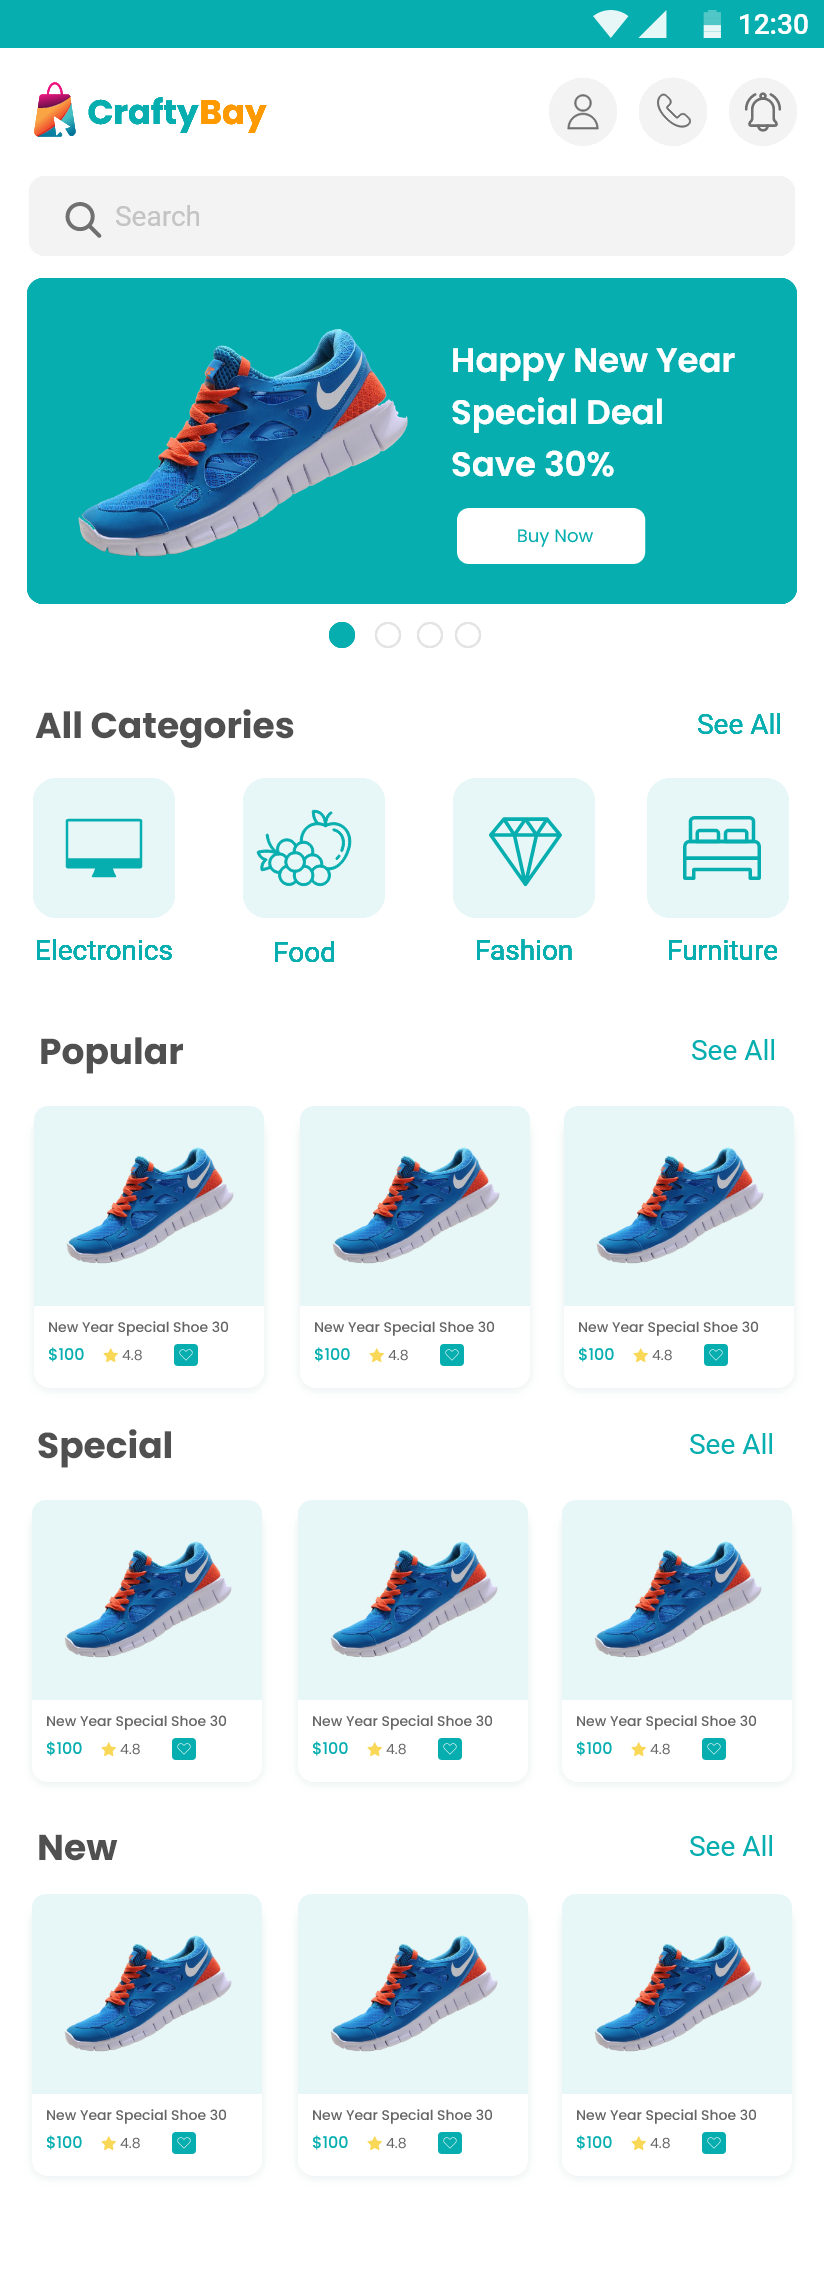 12:30
CraftyBay
Search
Happy New Year
Special Deal
Save 30%
Buy Now
All Categories
See All
Electronics
Food
Fashion
Furniture
Popular
See All
New Year Special Shoe 30
$100 4.8
New Year Special Shoe 30
$100 4.8
New Year Special Shoe 30
$100 4.8
Special
See All
New Year Special Shoe 30
$100 4.8
New Year Special Shoe 30
$100 4.8
New Year Special Shoe 30
$100 4.8
New
See All
New Year Special Shoe 30
$100 4.8
New Year Special Shoe 30
$100 4.8
New Year Special Shoe 30
$100 4.8